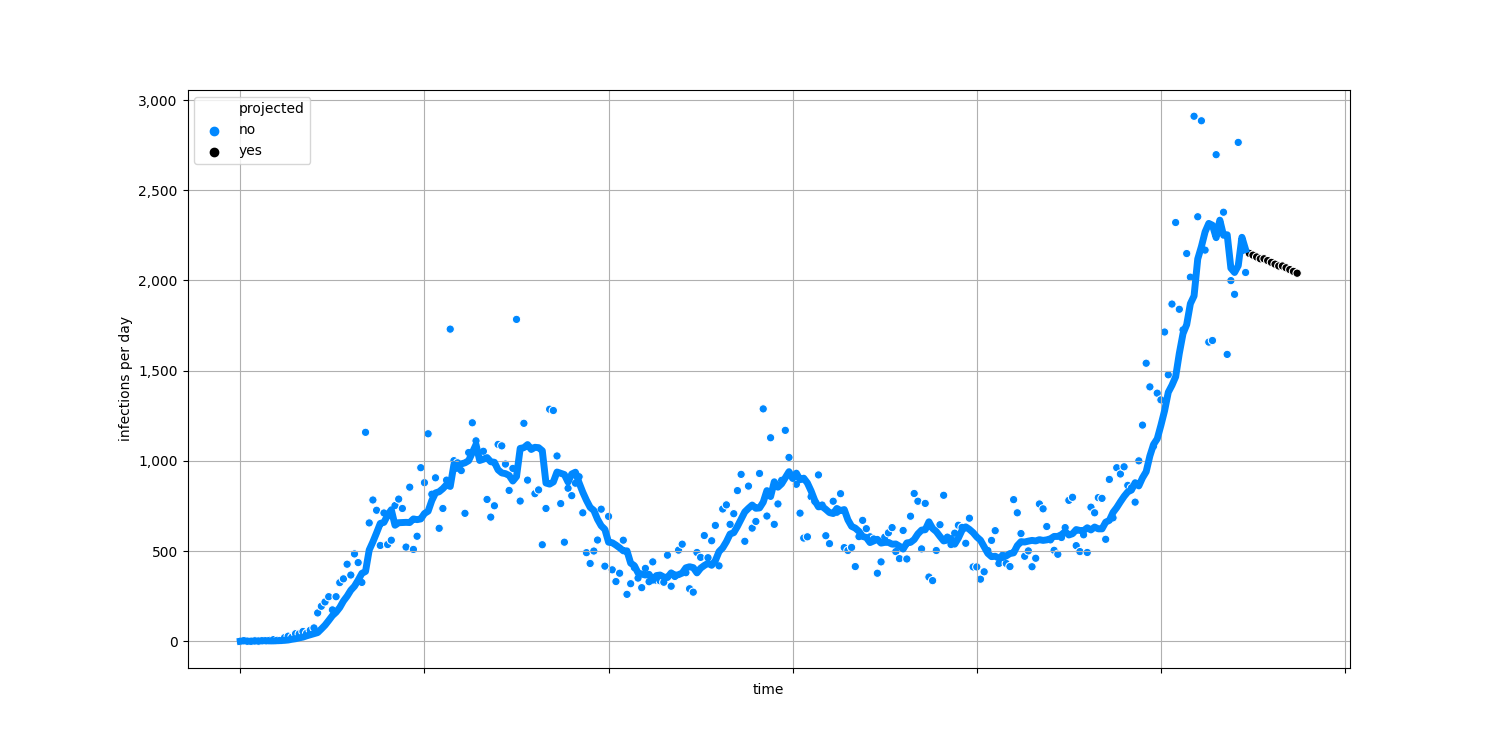 3,000
2,500
2,000
1,500
1,000
500
0
infections per day
time
projected
no
yes